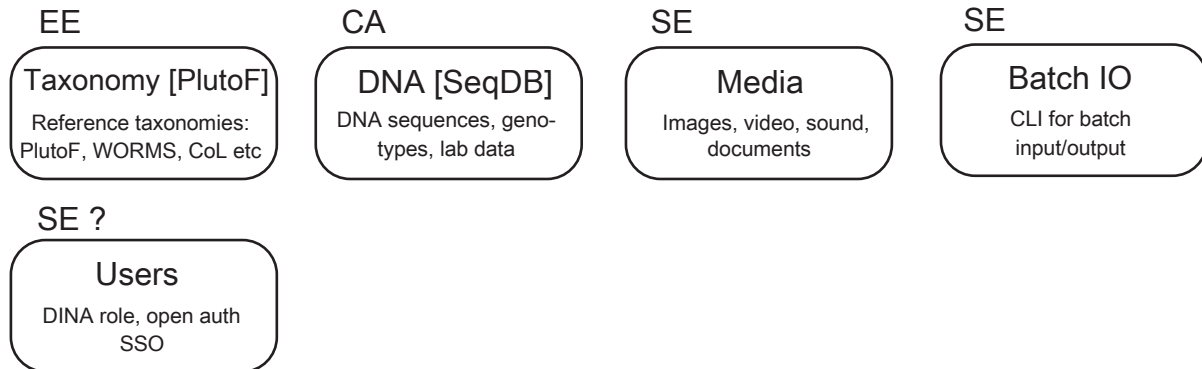 EE
Taxonomy [PlutoF]
Reference taxonomies:
PlutoF, WORMS, CoL etc
CA
DNA [SeqDB]
DNA sequences, geno-
types, lab data
SE
Media
Images, video, sound,
documents
SE
Batch IO
CLI for batch
input/output
SE ?
Users
DINA role, open auth
SSO